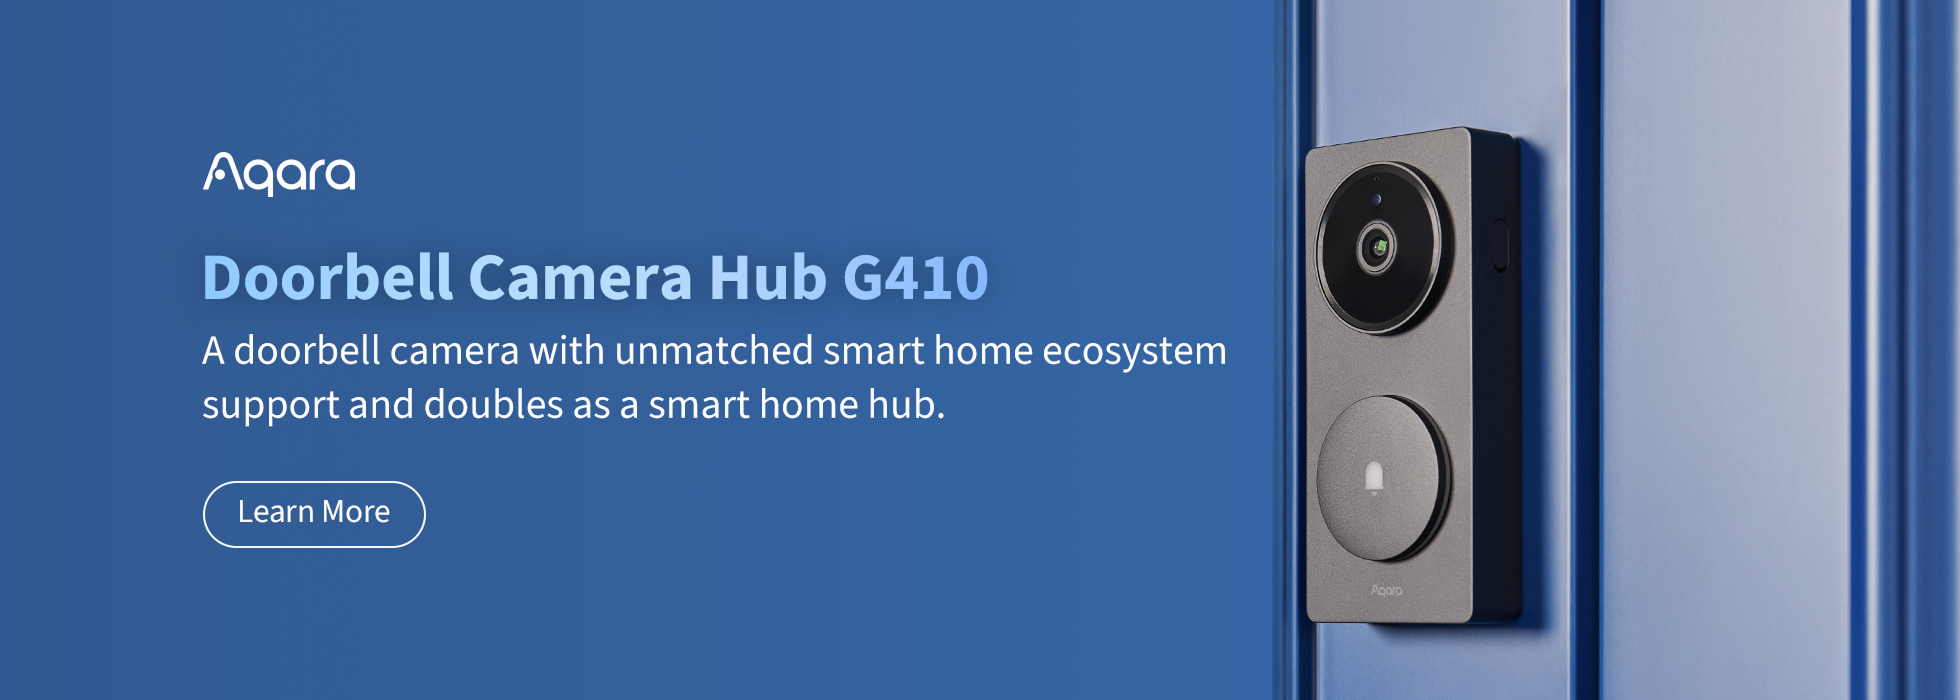 Aqara
Doorbell Camera Hub G410
A doorbell camera with unmatched smart home ecosystem
support and doubles as a smart home hub.
Learn More
Aqara